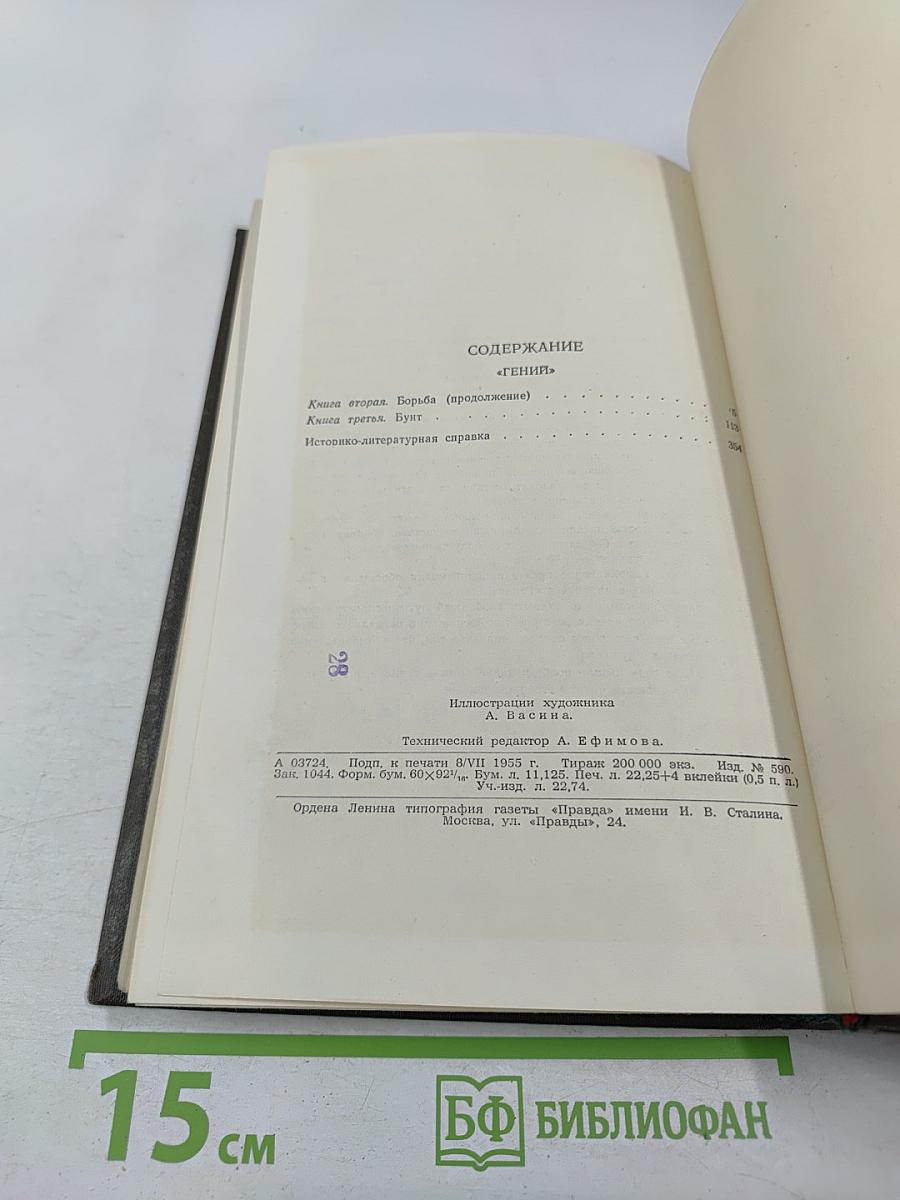 СОДЕРЖАНИЕ
«ГЕНИЙ»
Книга вторая. Борьба (продолжение) . . . . . . . . . . .
Книга третья. Бунт . . . . . . . . . . . . . . . 113
Историко-литературная справка . . . . . . . . . . . . 354
28
Иллюстрации художника
А. Васина.
Технический редактор А. Ефимова.
А 03724. Подп. к печати 8/VII 1955 г. Тираж 200 000 экз. Изд. № 590.
Зак. 1044. Форм. бум. 60×92¹/₁₆. Бум. л. 11,125. Печ. л. 22,25+4 вклейки (0,5 п. л.)
Уч.-изд. л. 22,74.
Ордена Ленина типография газеты «Правда» имени И. В. Сталина.
Москва, ул. «Правды», 24.
15 см
БФ БИБЛИОФАН